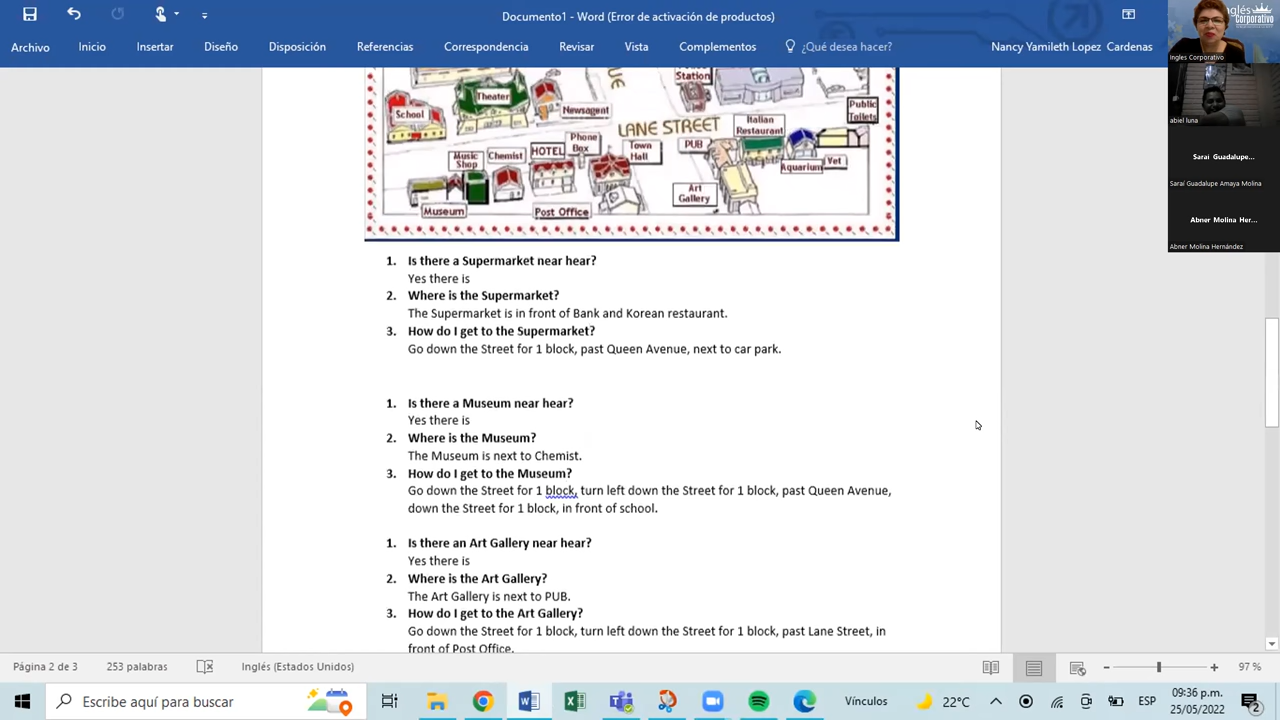 Documento1 - Word (Error de activación de productos)
Inglés
Corporativo
Archivo Inicio Insertar Diseño Disposición Referencias Correspondencia Revisar Vista Complementos ¿Qué desea hacer? Nancy Yamileth Lopez Cardenas
Ingles Corporativo
abiel luna
Sarai Guadalupe...
Saraí Guadalupe Amaya Molina
Abner Molina Her...
Abner Molina Hernández
Station
Theater
School
Newsagent
Public
Toilets
LANE STREET
Italian
Restaurant
Phone
Box
Music
Shop
Chemist
HOTEL
Town
Hall
PUB
Aquarium
Vet
Art
Gallery
Museum
Post Office
1. Is there a Supermarket near hear?
Yes there is
2. Where is the Supermarket?
The Supermarket is in front of Bank and Korean restaurant.
3. How do I get to the Supermarket?
Go down the Street for 1 block, past Queen Avenue, next to car park.
1. Is there a Museum near hear?
Yes there is
2. Where is the Museum?
The Museum is next to Chemist.
3. How do I get to the Museum?
Go down the Street for 1 block, turn left down the Street for 1 block, past Queen Avenue,
down the Street for 1 block, in front of school.
1. Is there an Art Gallery near hear?
Yes there is
2. Where is the Art Gallery?
The Art Gallery is next to PUB.
3. How do I get to the Art Gallery?
Go down the Street for 1 block, turn left down the Street for 1 block, past Lane Street, in
front of Post Office.
Página 2 de 3 253 palabras Inglés (Estados Unidos) 97 %
Escribe aquí para buscar
Vínculos 22°C ESP
09:36 p.m.
25/05/2022
2